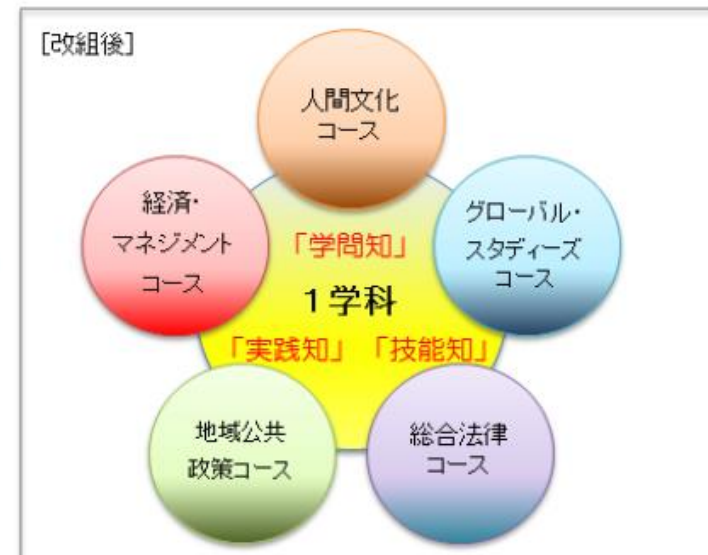 [改組後]
人間文化
コース
経済・
マネジメント
コース
グローバル・
スタディーズ
コース
「学問知」
1学科
「実践知」「技能知」
地域公共
政策コース
総合法律
コース